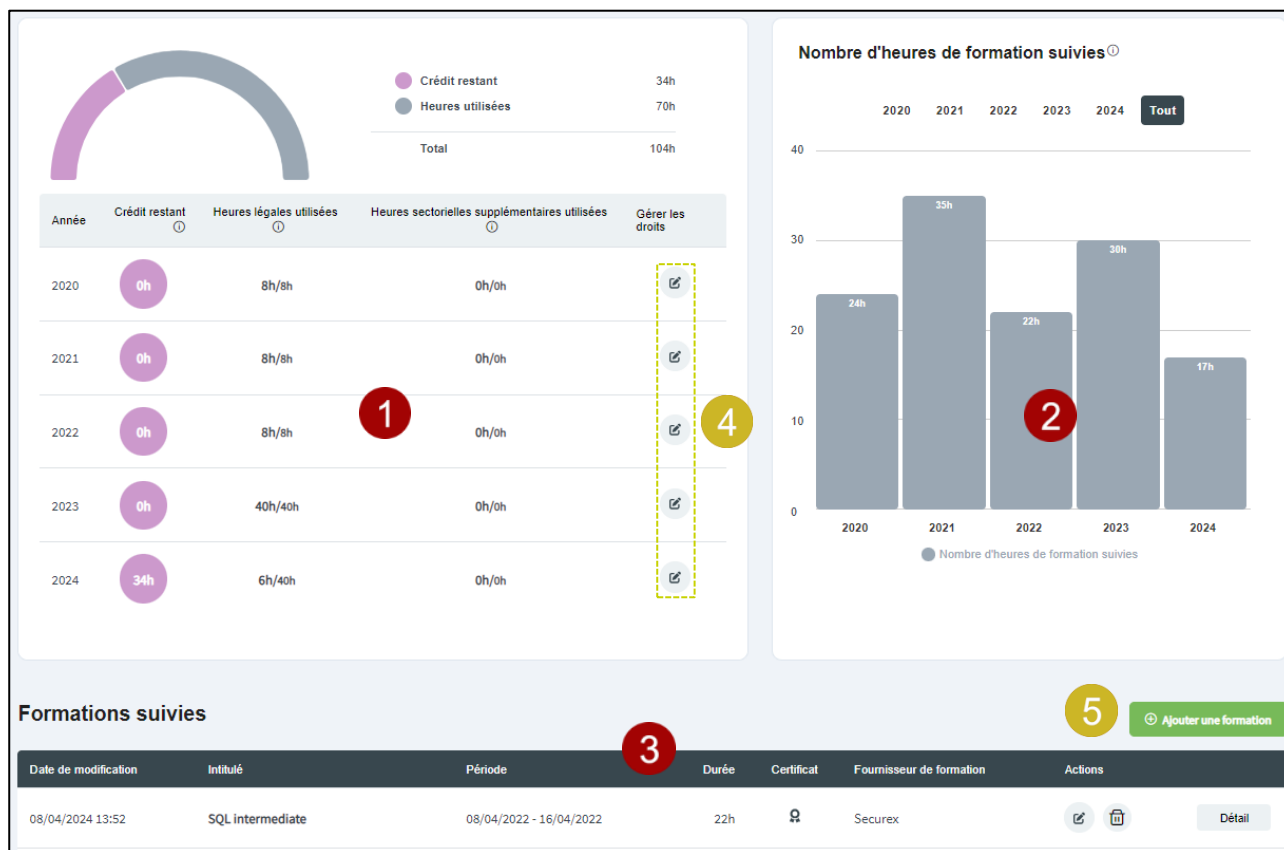 Crédit restant 34h
Heures utilisées 70h
Total 104h
Année Crédit restant Heures légales utilisées Heures sectorielles supplémentaires utilisées Gérer les
droits
2020 0h 8h/8h 0h/0h
2021 0h 8h/8h 0h/0h
1
4
2022 0h 8h/8h 0h/0h
2023 0h 40h/40h 0h/0h
2024 34h 6h/40h 0h/0h
Nombre d'heures de formation suivies
2020 2021 2022 2023 2024 Tout
40
35h
30
30h
24h
22h
20
17h
10
2
0
2020 2021 2022 2023 2024
Nombre d'heures de formation suivies
Formations suivies
5
Ajouter une formation
3
Date de modification Intitulé Période Durée Certificat Fournisseur de formation Actions
08/04/2024 13:52 SQL intermediate 08/04/2022 - 16/04/2022 22h Securex Détail